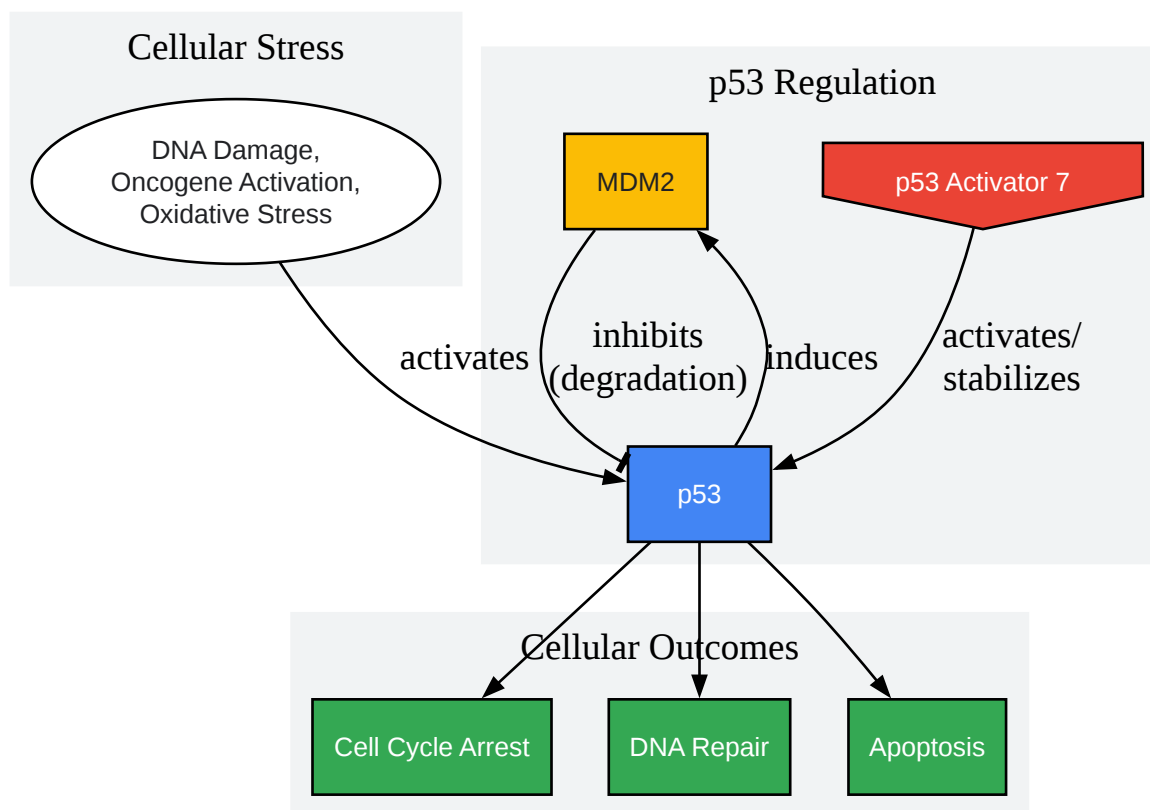 Cellular Stress
DNA Damage,
Oncogene Activation,
Oxidative Stress
p53 Regulation
MDM2
p53 Activator 7
activates
inhibits
(degradation)
induces
activates/
stabilizes
p53
Cellular Outcomes
Cell Cycle Arrest
DNA Repair
Apoptosis